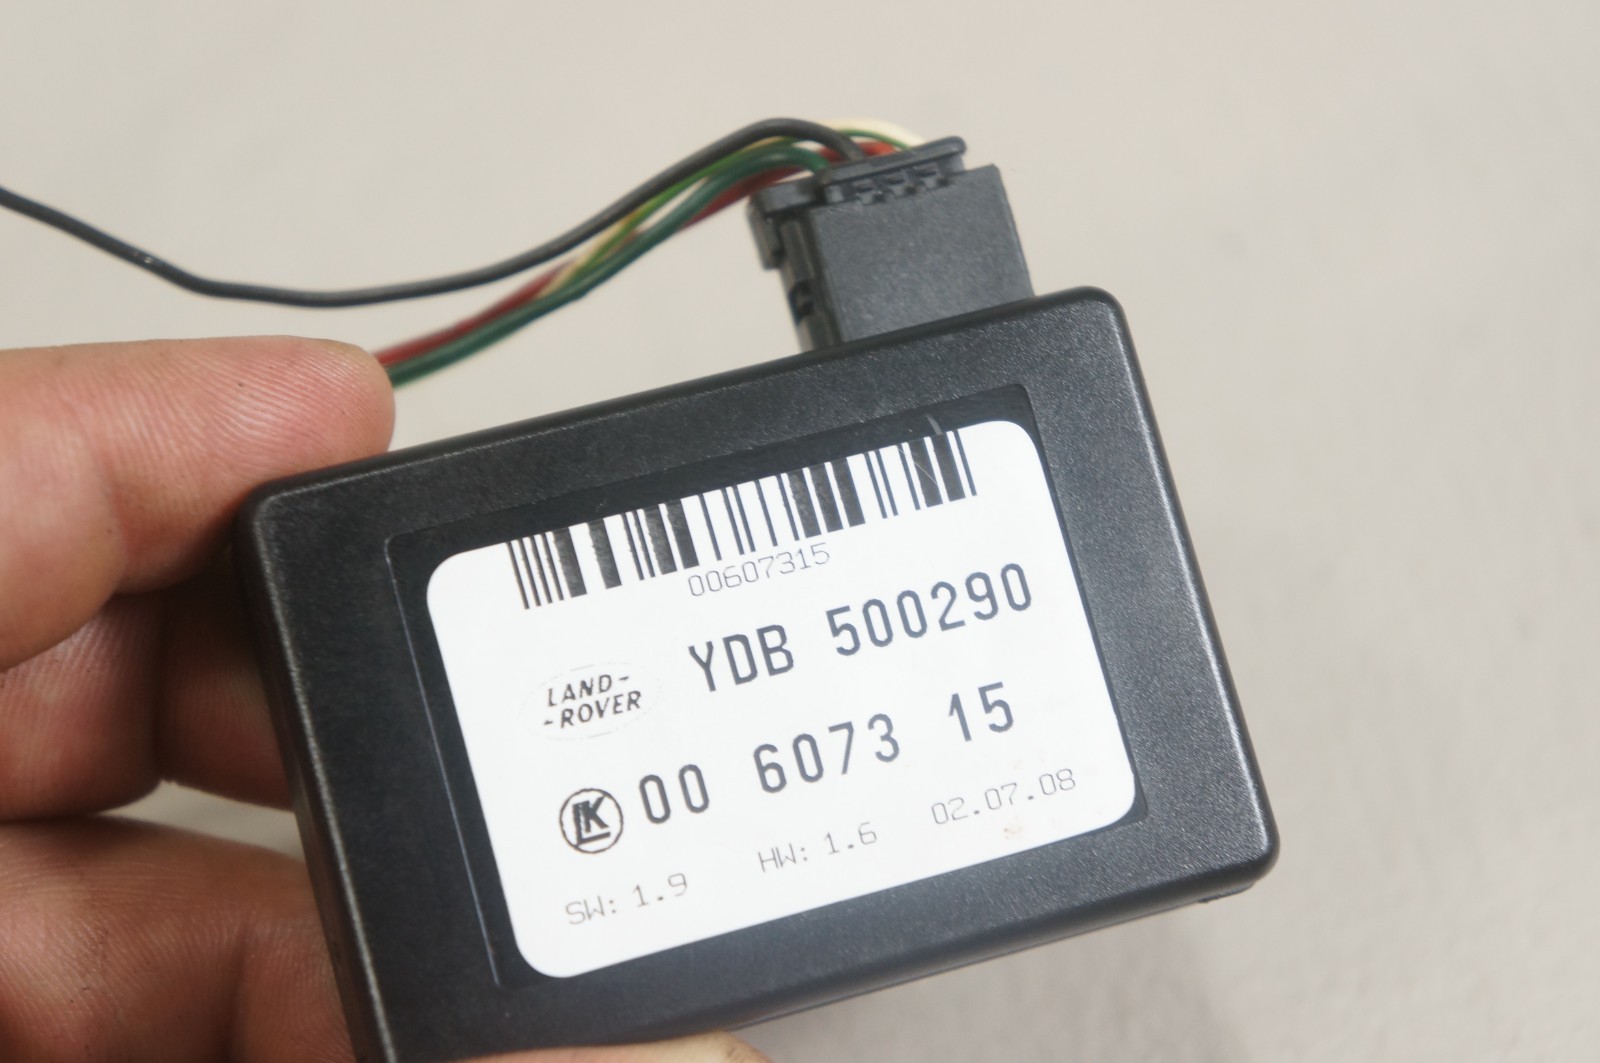 00607315
YDB 500290
LAND-
-ROVER
LK 00 6073 15
SW: 1.9 HW: 1.6 02.07.08